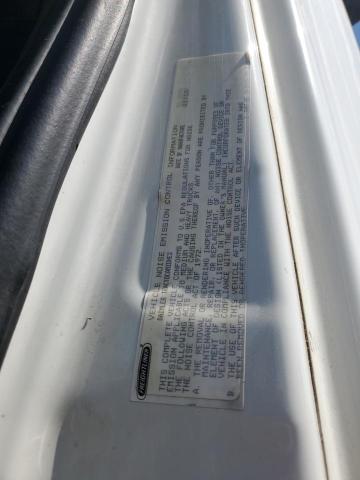 FREIGHTLINER
VEHICLE NOISE EMISSION CONTROL INFORMATION
DAIMLER TRUCKS
THIS COMPLETE VEHICLE CONFORMS TO U.S. EPA REGULATIONS FOR NOISE
EMISSION APPLICABLE TO MEDIUM AND HEAVY TRUCKS.
THE FOLLOWING ACTS OR THE CAUSING THEREOF BY ANY PERSON ARE PROHIBITED BY
THE NOISE CONTROL ACT OF 1972:
A. THE REMOVAL OR RENDERING INOPERATIVE OF, OTHER THAN FOR PURPOSES OF
MAINTENANCE, REPAIR, OR REPLACEMENT OF ANY NOISE CONTROL DEVICE OR
ELEMENT OF DESIGN (LISTED IN THE OWNER'S MANUAL) INCORPORATED INTO THIS
VEHICLE IN COMPLIANCE WITH THE NOISE CONTROL ACT
B. THE USE OF THIS VEHICLE AFTER SUCH DEVICE OR ELEMENT OF DESIGN HAS
BEEN REMOVED OR RENDERED INOPERATIVE